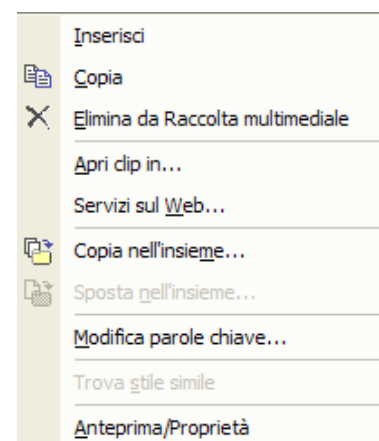 Inserisci
Copia
Elimina da Raccolta multimediale
Apri clip in...
Servizi sul Web...
Copia nell'insieme...
Sposta nell'insieme...
Modifica parole chiave...
Trova stile simile
Anteprima/Proprietà